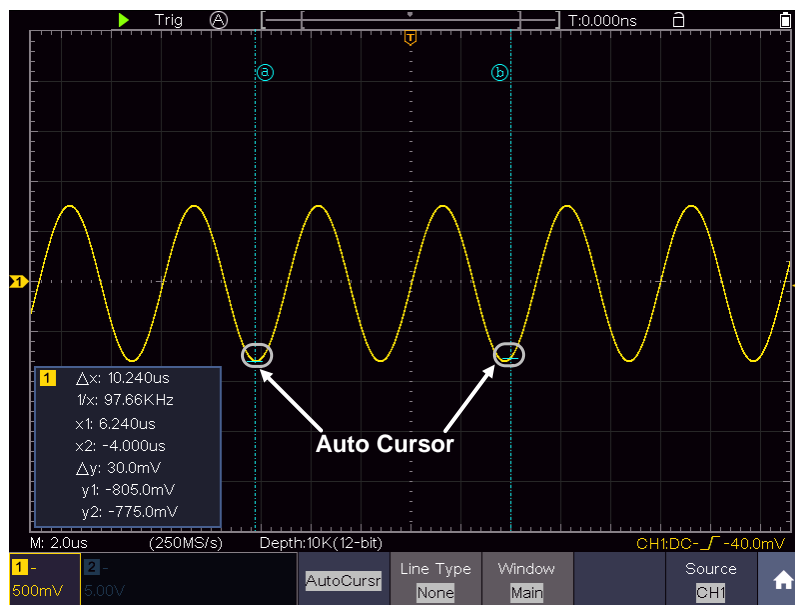 Trig A T:0.000ns
T
a b
1
1 △x: 10.240us
1/x: 97.66KHz
x1: 6.240us
x2: -4.000us
△y: 30.0mV
y1: -805.0mV
y2: -775.0mV
Auto Cursor
M: 2.0us (250MS/s) Depth:10K(12-bit) CH1:DC- -40.0mV
1 - 2 - AutoCursr Line Type Window Source
500mV 5.00V None Main CH1